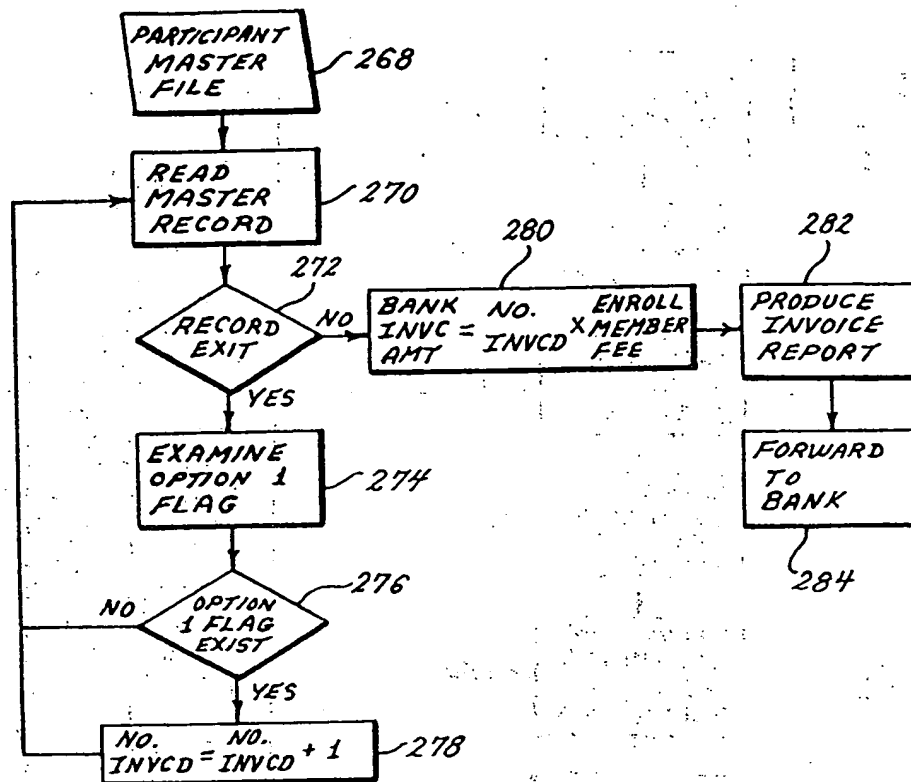 PARTICIPANT
MASTER
FILE
268
READ
MASTER
RECORD
270
272
RECORD
EXIT
NO
YES
280
BANK
INVC
AMT
=
NO.
INVCD
X
ENROLL
MEMBER
FEE
282
PRODUCE
INVOICE
REPORT
EXAMINE
OPTION 1
FLAG
274
FORWARD
TO
BANK
284
276
OPTION
1 FLAG
EXIST
NO
YES
NO. NO.
INVCD = INVCD + 1
278